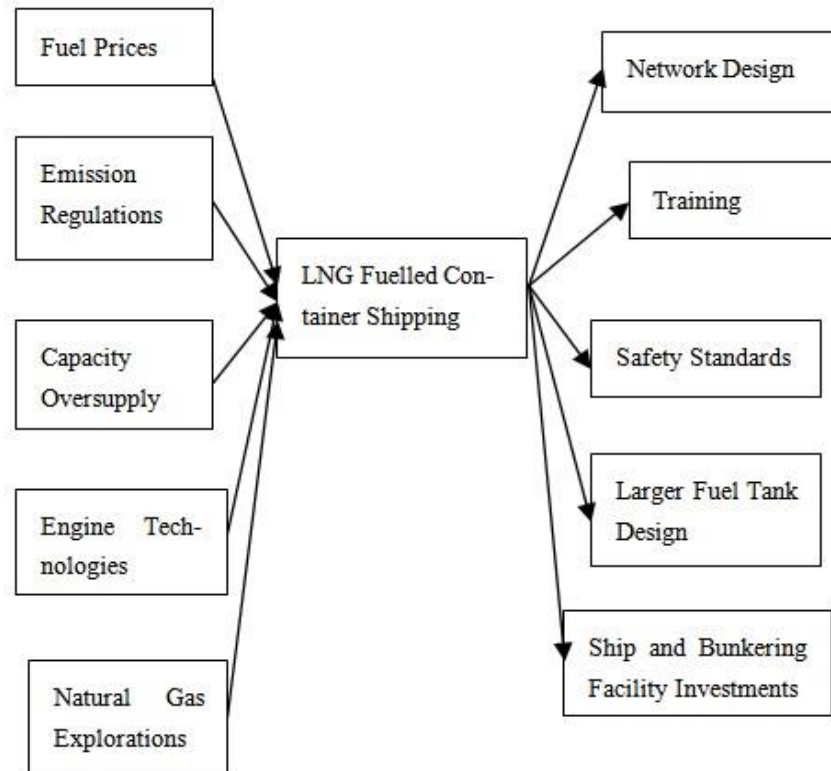 Fuel Prices
Emission
Regulations
Capacity
Oversupply
Engine Tech-
nologies
Natural Gas
Explorations
LNG Fuelled Con-
tainer Shipping
Network Design
Training
Safety Standards
Larger Fuel Tank
Design
Ship and Bunkering
Facility Investments